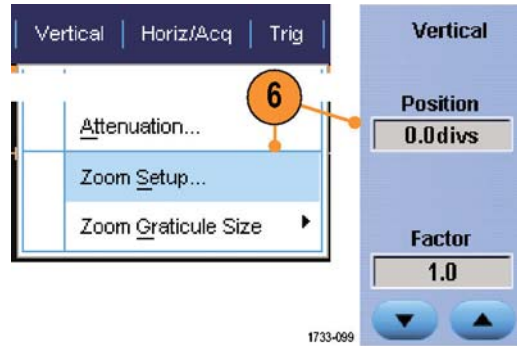 Vertical | Horiz/Acq | Trig
6
Attenuation...
Zoom Setup...
Zoom Graticule Size
Vertical
Position
0.0divs
Factor
1.0
1733-099